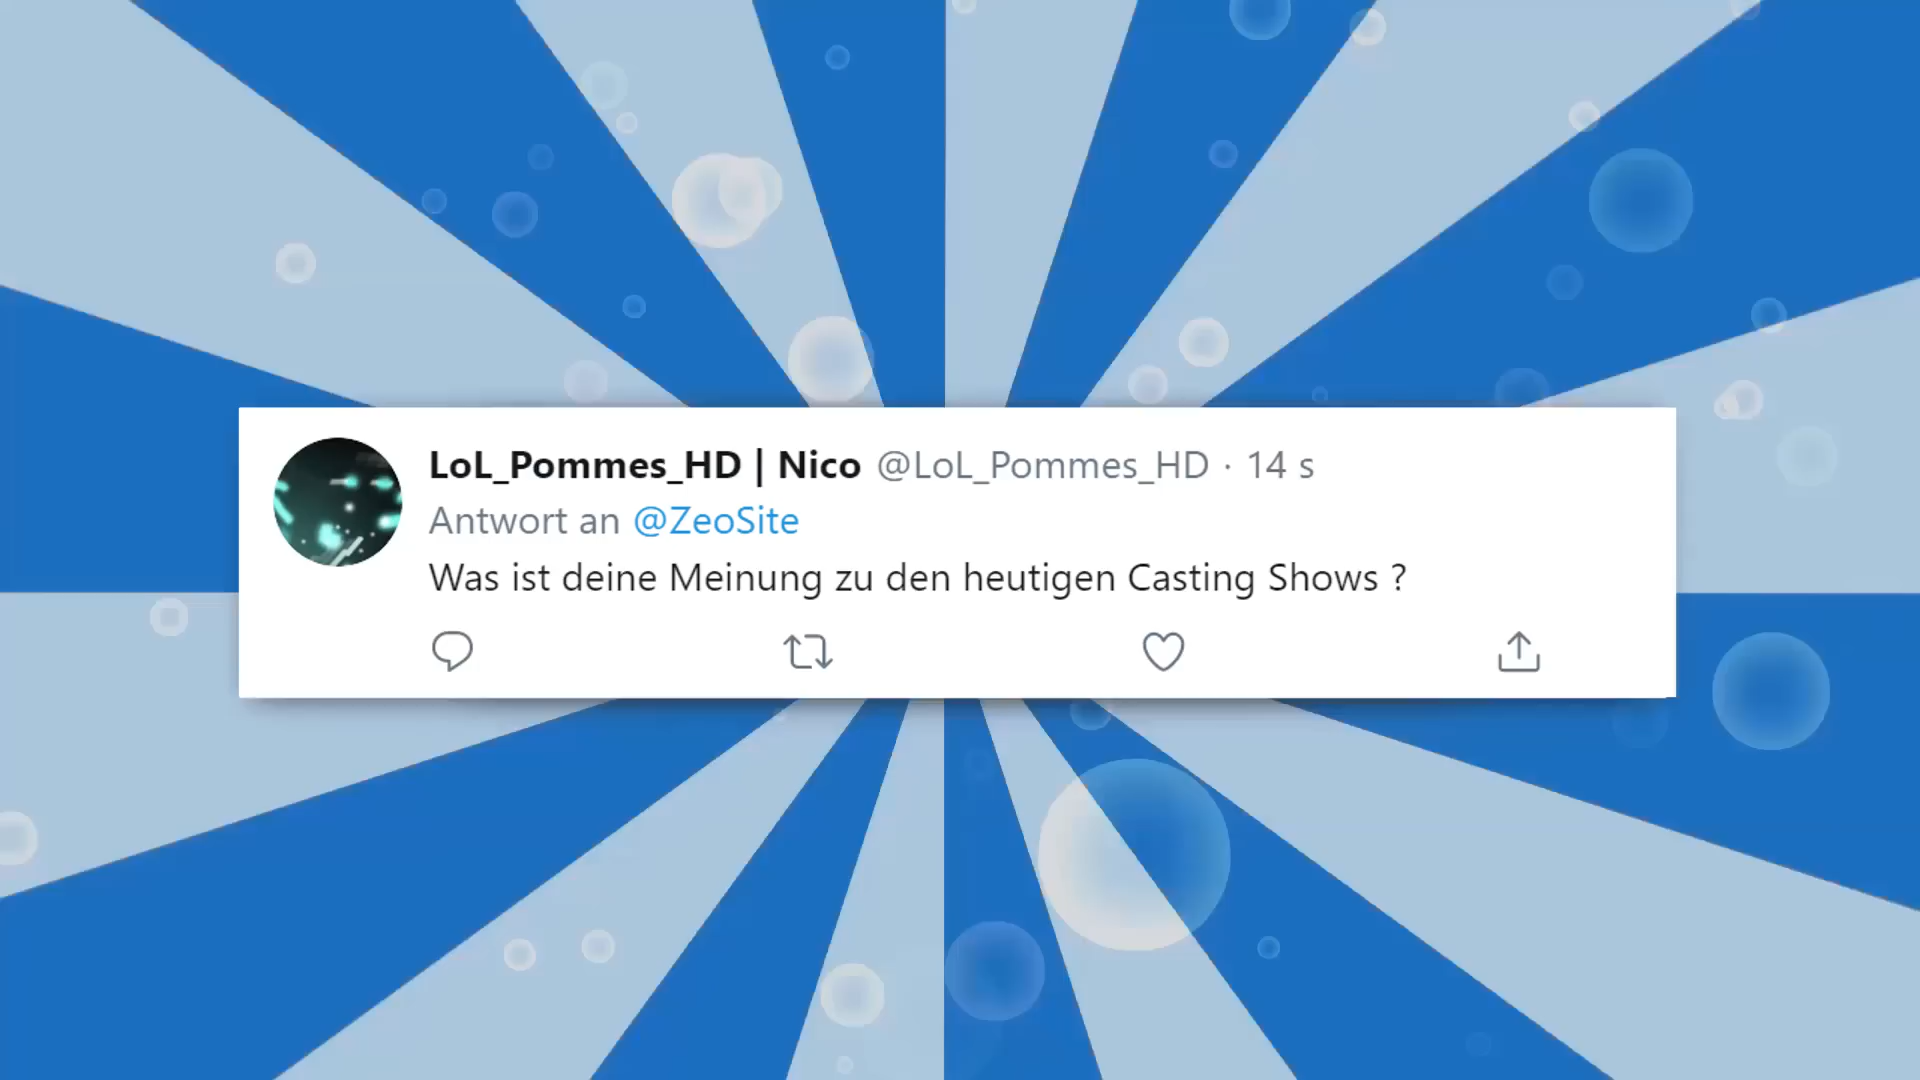 LoL_Pommes_HD | Nico @LoL_Pommes_HD · 14 s
Antwort an @ZeoSite
Was ist deine Meinung zu den heutigen Casting Shows ?